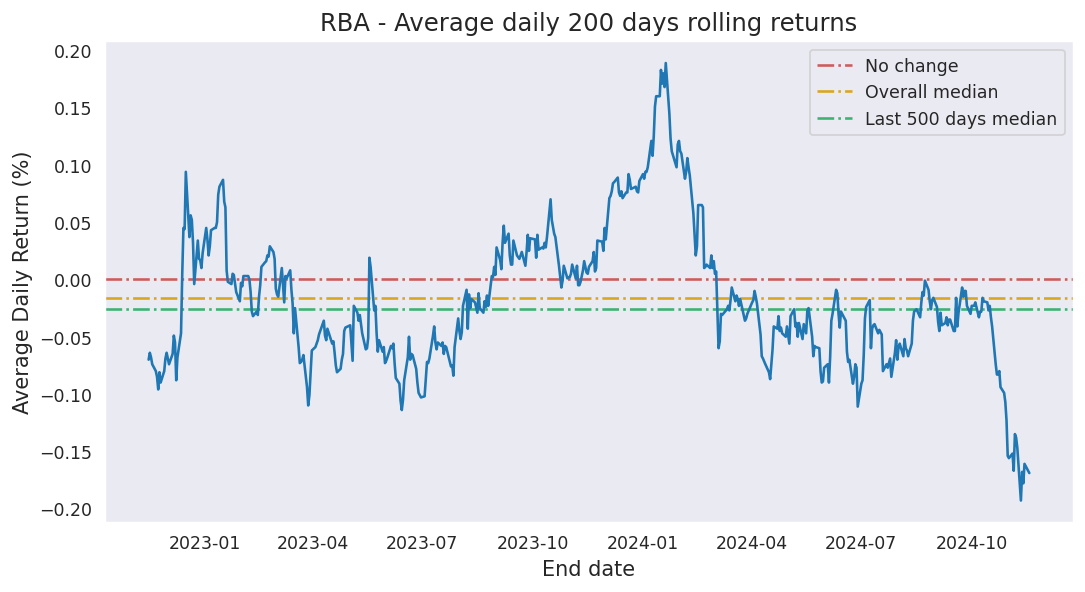 RBA - Average daily 200 days rolling returns
No change
Overall median
Last 500 days median
Average Daily Return (%)
0.20
0.15
0.10
0.05
0.00
−0.05
−0.10
−0.15
−0.20
2023-01 2023-04 2023-07 2023-10 2024-01 2024-04 2024-07 2024-10
End date